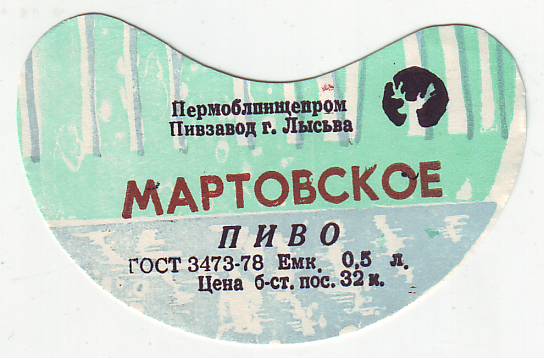 Пермоблпищепром
Пивзавод г. Лысьва
МАРТОВСКОЕ
ПИВО
ГОСТ 3473-78 Емк. 0,5 л.
Цена б-ст. пос. 32 к.